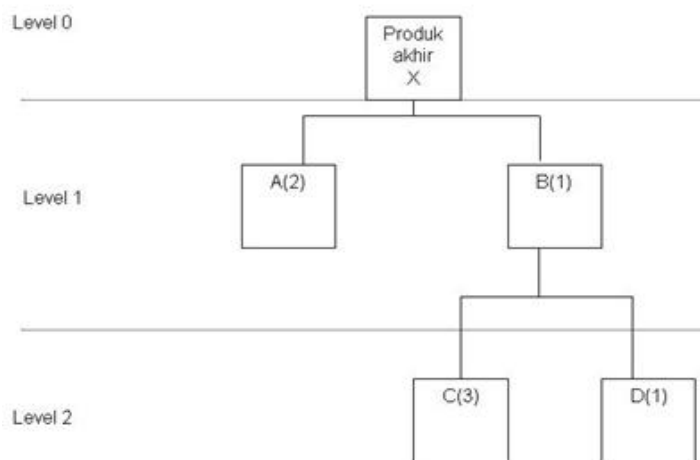 Level 0
Produk
akhir
X
Level 1
A(2)
B(1)
Level 2
C(3)
D(1)